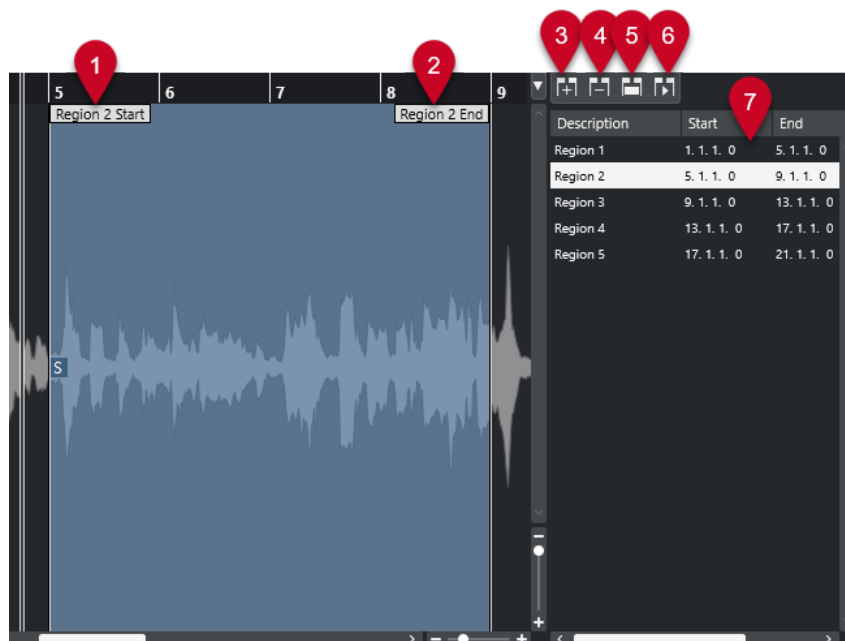 1
2
3
4
5
6
7
5
6
7
8
9
Region 2 Start
Region 2 End
S
Description Start End
Region 1 1. 1. 1. 0 5. 1. 1. 0
Region 2 5. 1. 1. 0 9. 1. 1. 0
Region 3 9. 1. 1. 0 13. 1. 1. 0
Region 4 13. 1. 1. 0 17. 1. 1. 0
Region 5 17. 1. 1. 0 21. 1. 1. 0